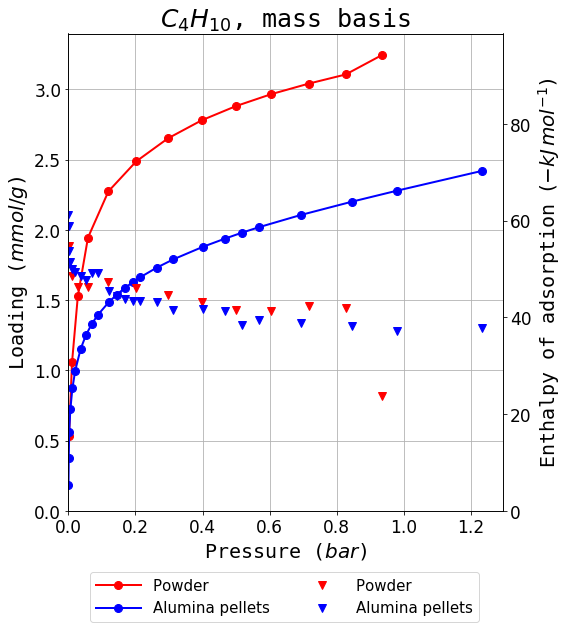 C₄H₁₀, mass basis
Loading (mmol/g)
3.0
2.5
2.0
1.5
1.0
0.5
0.0
80
60
40
20
0
Enthalpy of adsorption (−kJmol⁻¹)
0.0 0.2 0.4 0.6 0.8 1.0 1.2
Pressure (bar)
Powder Powder
Alumina pellets Alumina pellets